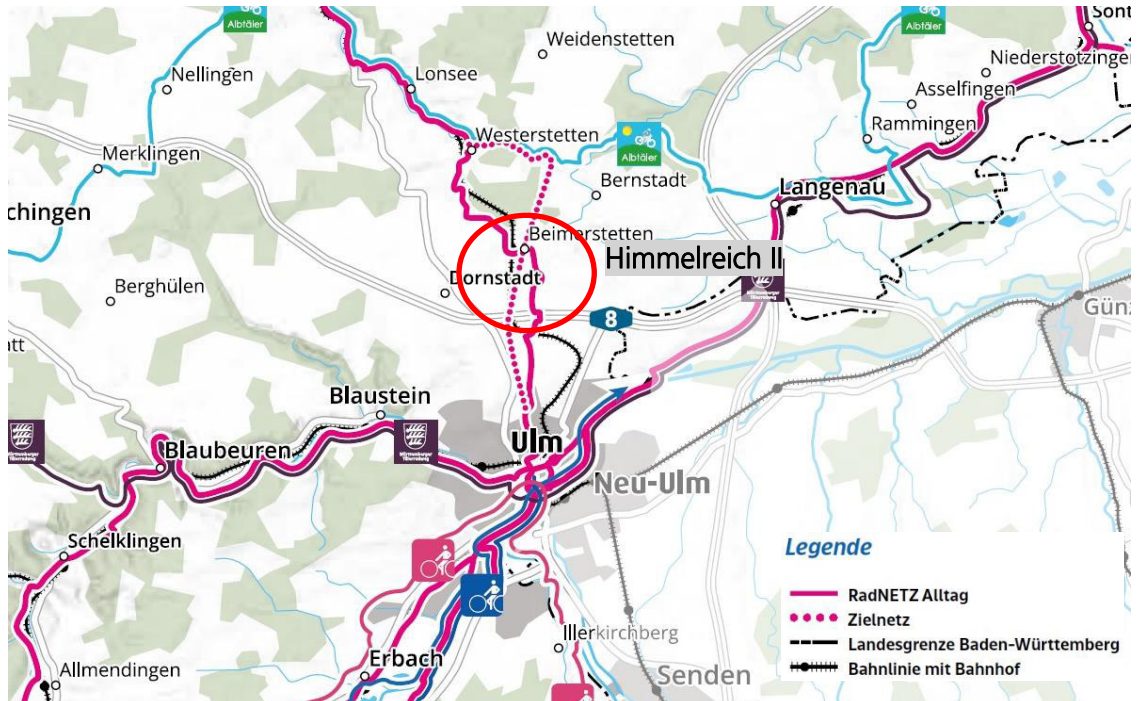 Albtäler
Albtäler
Sont
Weidenstetten
Nellingen
Lonsee
Niederstotzingen
Asselfingen
Rammingen
Westerstetten
Merklingen
Albtäler
Bernstadt
Langenau
chingen
Beimerstetten
Himmelreich II
Dornstadt
Berghülen
8
Günz
att
Blaustein
Ulm
Blaubeuren
Neu-Ulm
Schelklingen
Legende
RadNETZ Alltag
Zielnetz
Landesgrenze Baden-Württemberg
Bahnlinie mit Bahnhof
Illerkirchberg
Erbach
Allmendingen
Senden